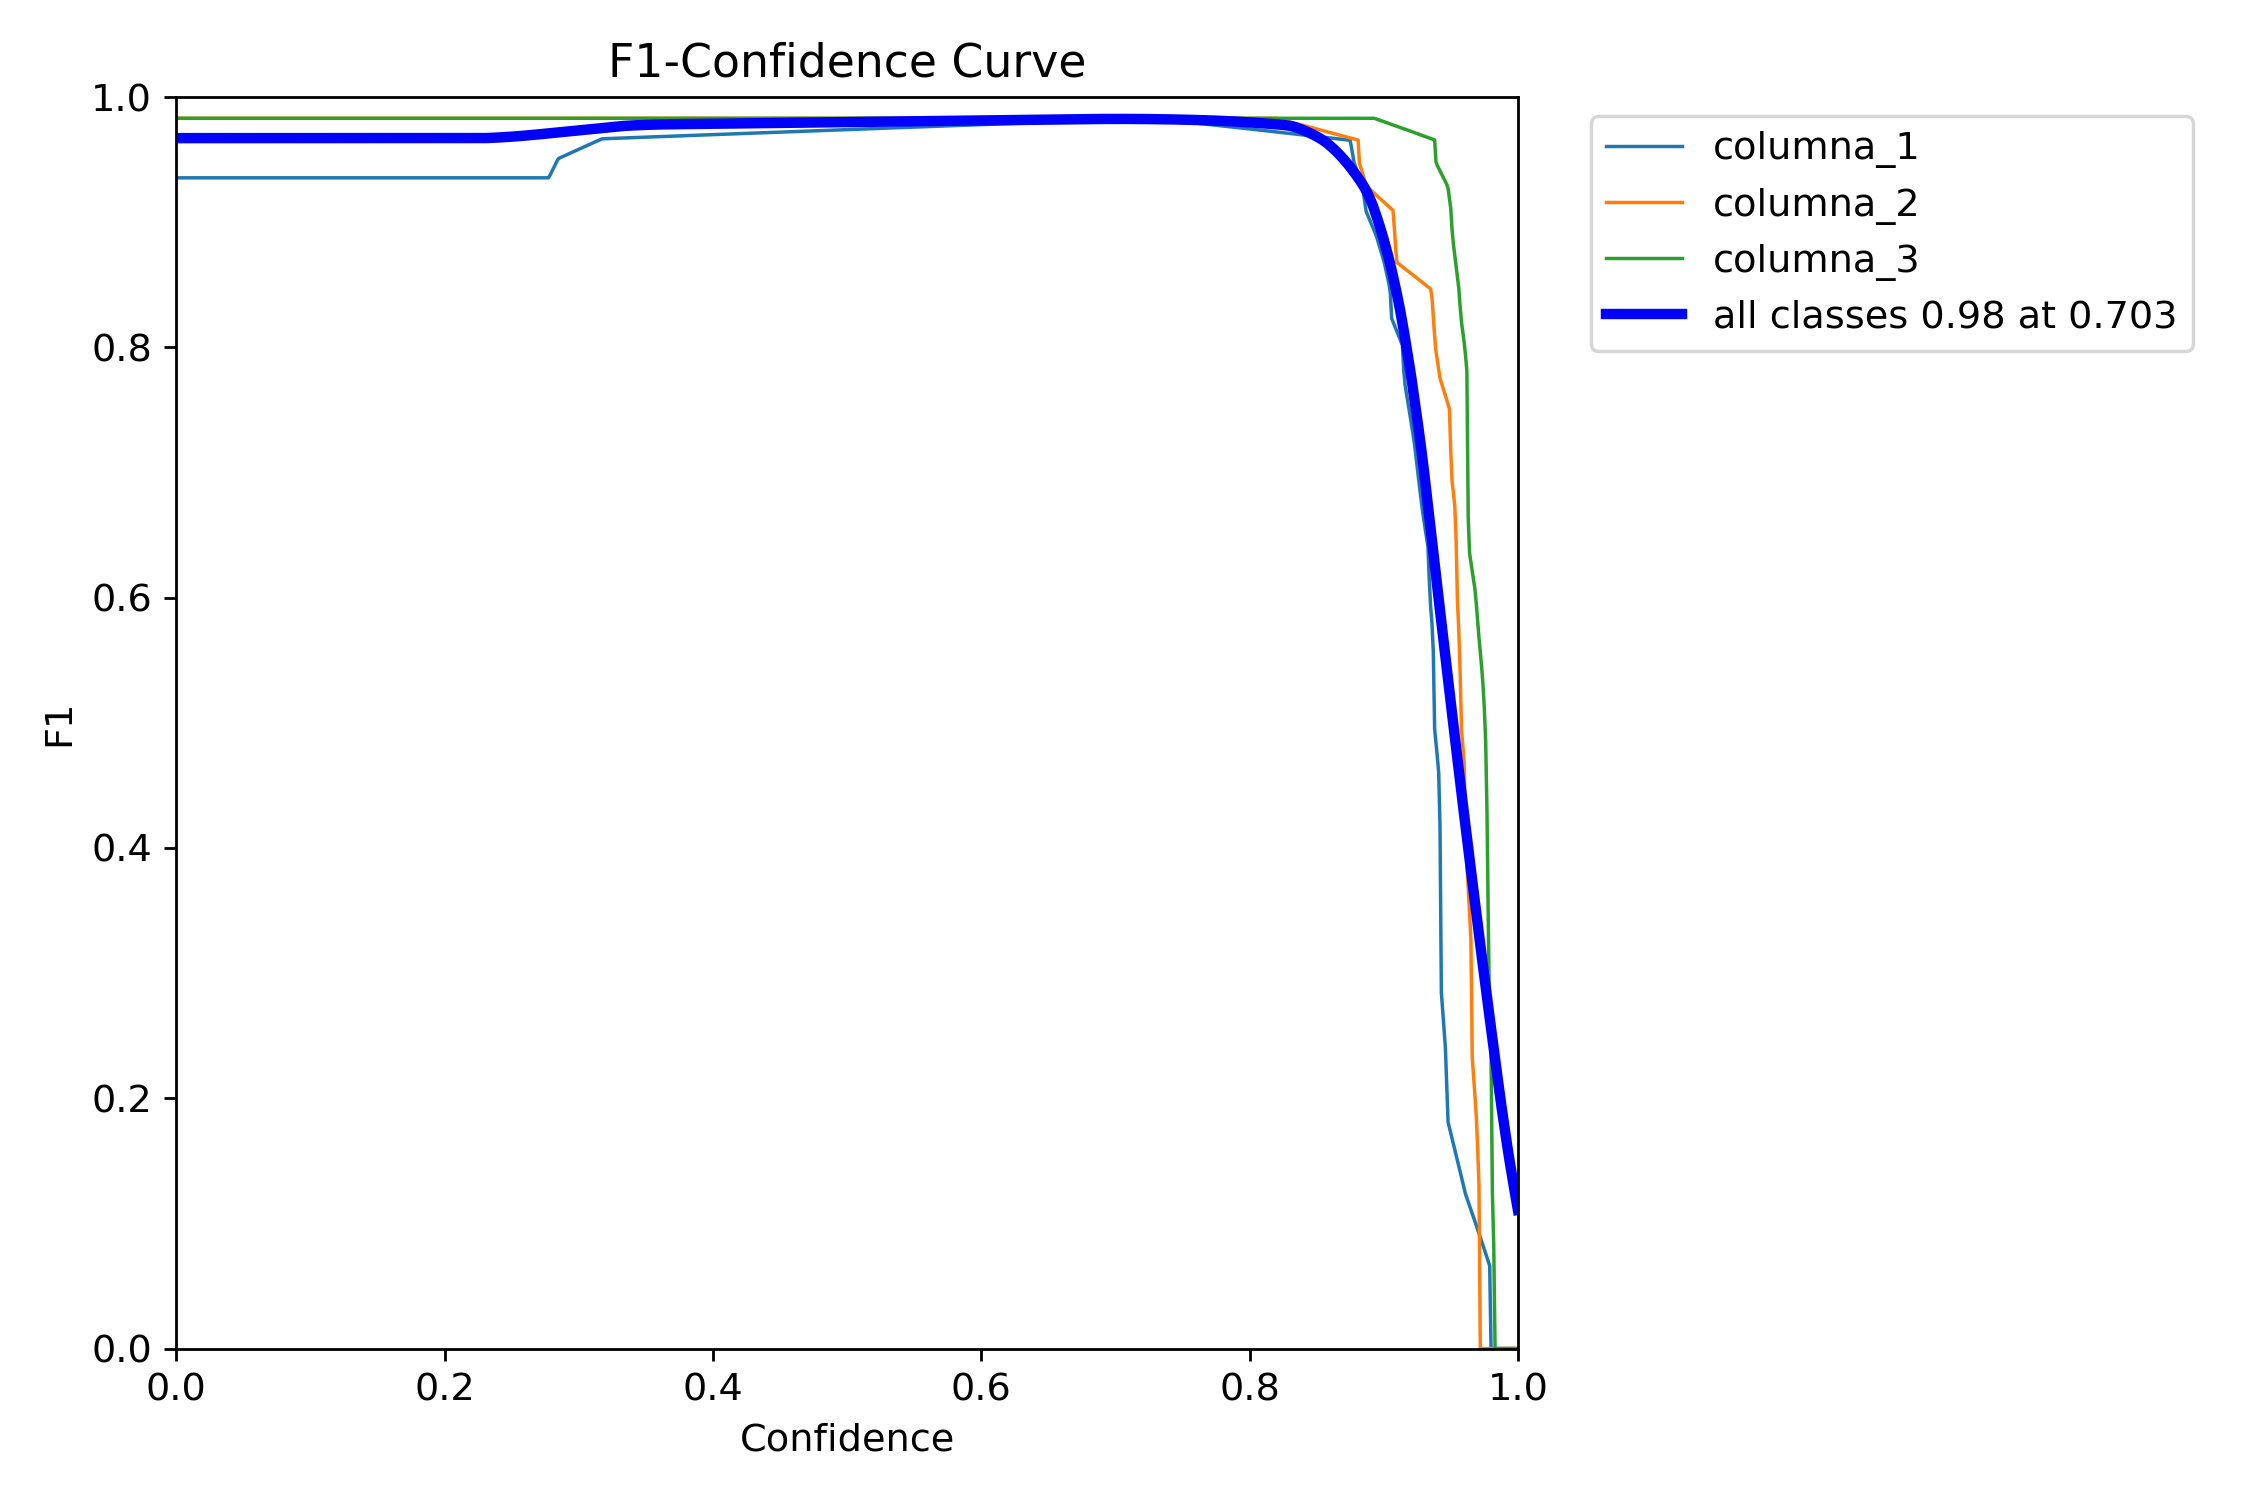 F1-Confidence Curve
1.0
0.8
0.6
0.4
0.2
0.0
F1
0.0 0.2 0.4 0.6 0.8 1.0
Confidence
columna_1
columna_2
columna_3
all classes 0.98 at 0.703